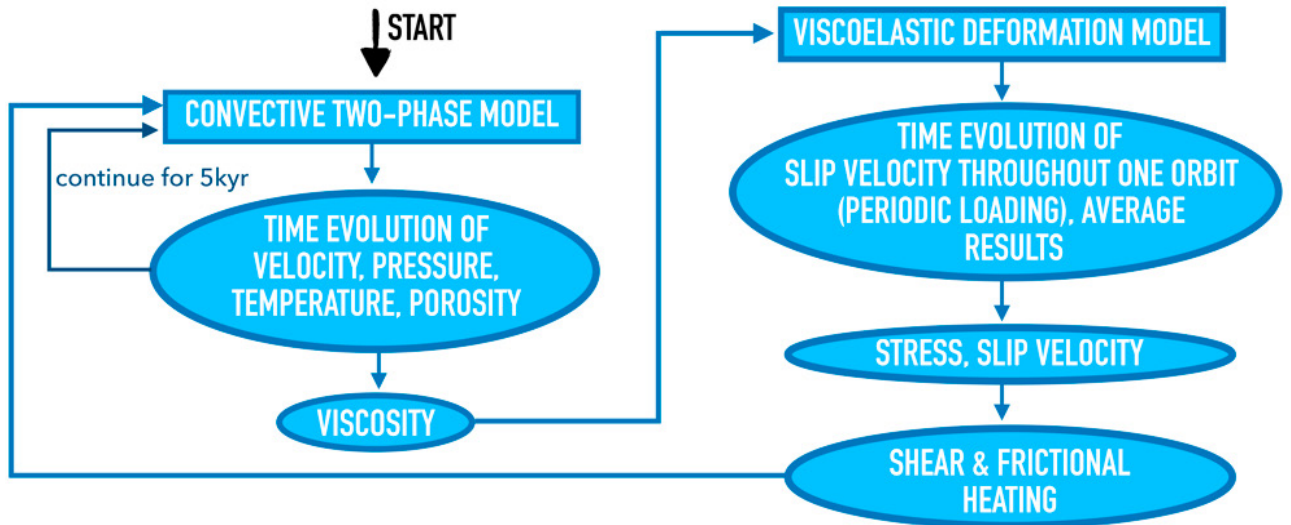 START
CONVECTIVE TWO-PHASE MODEL
continue for 5kyr
TIME EVOLUTION OF
VELOCITY, PRESSURE,
TEMPERATURE, POROSITY
VISCOSITY
VISCOELASTIC DEFORMATION MODEL
TIME EVOLUTION OF
SLIP VELOCITY THROUGHOUT ONE ORBIT
(PERIODIC LOADING), AVERAGE
RESULTS
STRESS, SLIP VELOCITY
SHEAR & FRICTIONAL
HEATING